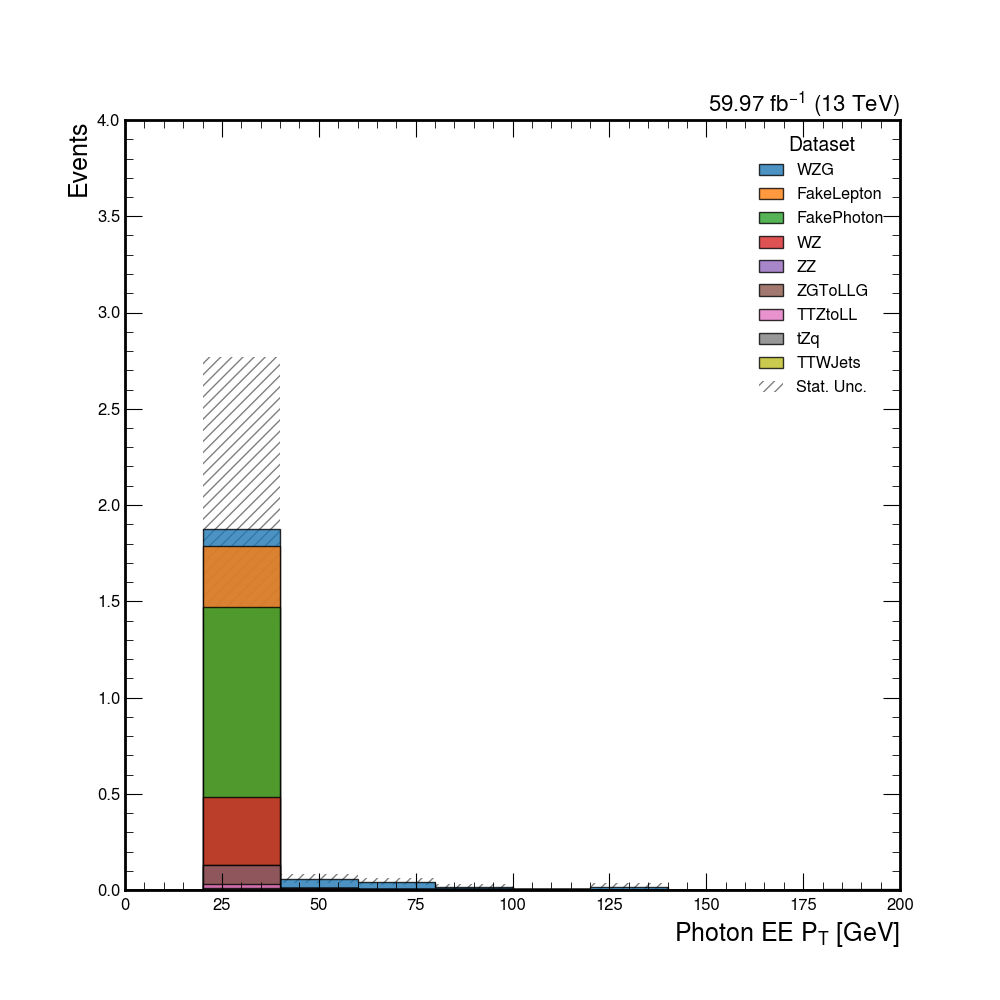 59.97 fb⁻¹ (13 TeV)
Events
4.0
3.5
3.0
2.5
2.0
1.5
1.0
0.5
0.0
Dataset
WZG
FakeLepton
FakePhoton
WZ
ZZ
ZGToLLG
TTZtoLL
tZq
TTWJets
Stat. Unc.
0 25 50 75 100 125 150 175 200
Photon EE P_T [GeV]